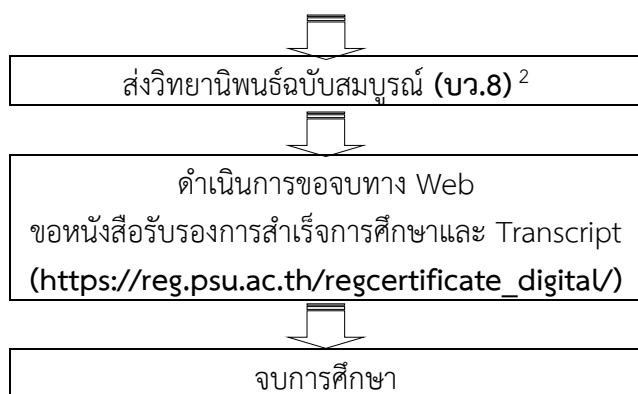 ส่งวิทยานิพนธ์ฉบับสมบูรณ์ (บว.8) 2
ดำเนินการขอจบทาง Web
ขอหนังสือรับรองการสำเร็จการศึกษาและ Transcript
(https://reg.psu.ac.th/regcertificate_digital/)
จบการศึกษา